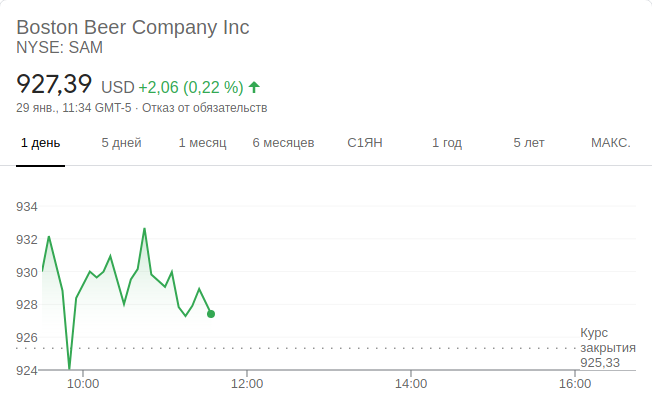 Boston Beer Company Inc
NYSE: SAM
927,39 USD +2,06 (0,22 %)
29 янв., 11:34 GMT-5 · Отказ от обязательств
1 день 5 дней 1 месяц 6 месяцев С1ЯН 1 год 5 лет МАКС.
934
932
930
928
926
Курс
закрытия
925,33
924
10:00 12:00 14:00 16:00